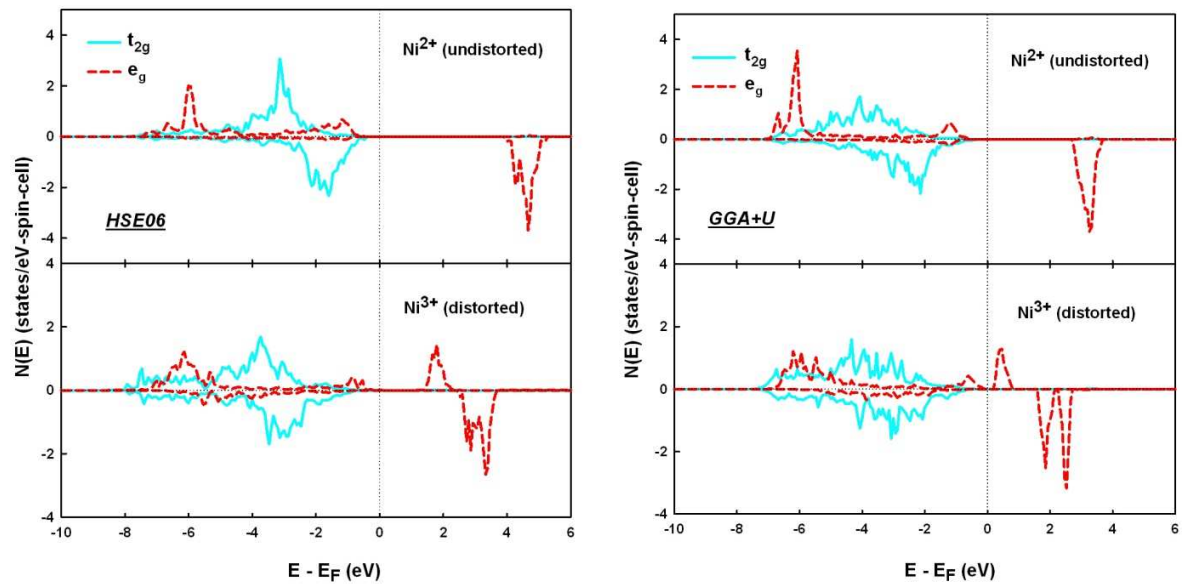 4
2
0
-2
-4
t2g
eg
Ni2+ (undistorted)
HSE06
4
2
0
-2
-4
Ni3+ (distorted)
-10 -8 -6 -4 -2 0 2 4 6
E - EF (eV)
N(E) (states/eV-spin-cell)
4
2
0
-2
-4
t2g
eg
Ni2+ (undistorted)
GGA+U
4
2
0
-2
-4
Ni3+ (distorted)
-10 -8 -6 -4 -2 0 2 4 6
E - EF (eV)
N(E) (states/eV-spin-cell)